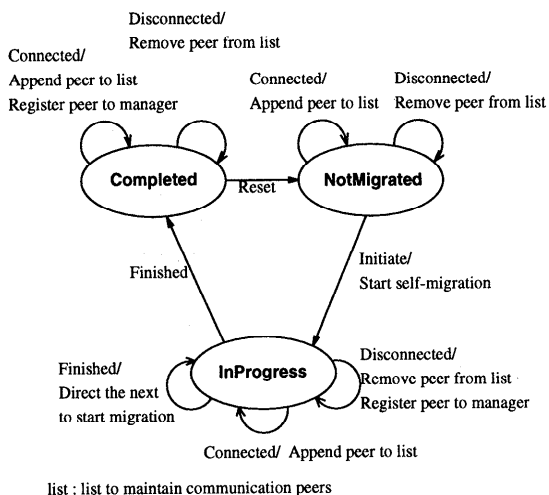 Disconnected/
Remove peer from list
Connected/
Append peer to list
Register peer to manager
Connected/
Append peer to list
Disconnected/
Remove peer from list
Completed
Reset
NotMigrated
Finished
Initiate/
Start self-migration
InProgress
Finished/
Direct the next
to start migration
Disconnected/
Remove peer from list
Register peer to manager
Connected/ Append peer to list
list : list to maintain communication peers